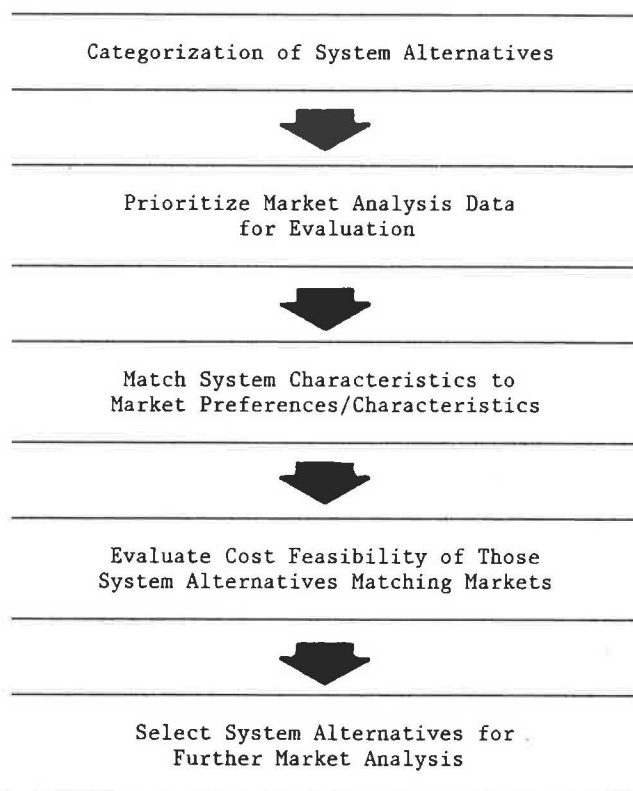 Categorization of System Alternatives
Prioritize Market Analysis Data
for Evaluation
Match System Characteristics to
Market Preferences/Characteristics
Evaluate Cost Feasibility of Those
System Alternatives Matching Markets
Select System Alternatives for
Further Market Analysis